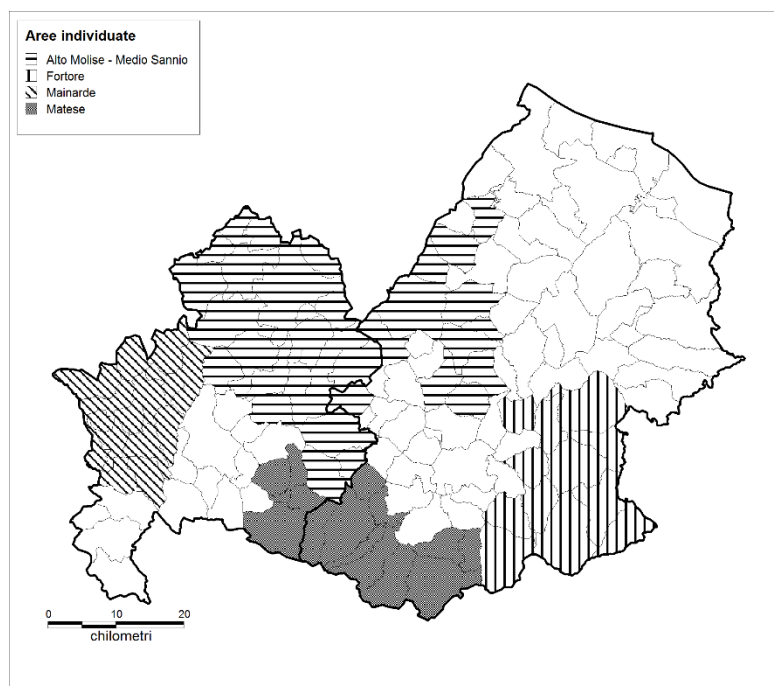 Aree individuate
Alto Molise - Medio Sannio
Fortore
Mainarde
Matese
0 10 20
chilometri